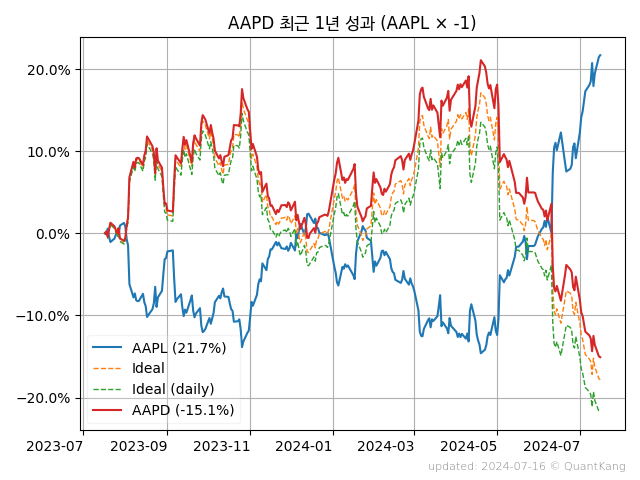 AAPD 최근 1년 성과 (AAPL × -1)
20.0%
10.0%
0.0%
−10.0%
−20.0%
AAPL (21.7%)
Ideal
Ideal (daily)
AAPD (-15.1%)
2023-07 2023-09 2023-11 2024-01 2024-03 2024-05 2024-07
updated: 2024-07-16 © QuantKang